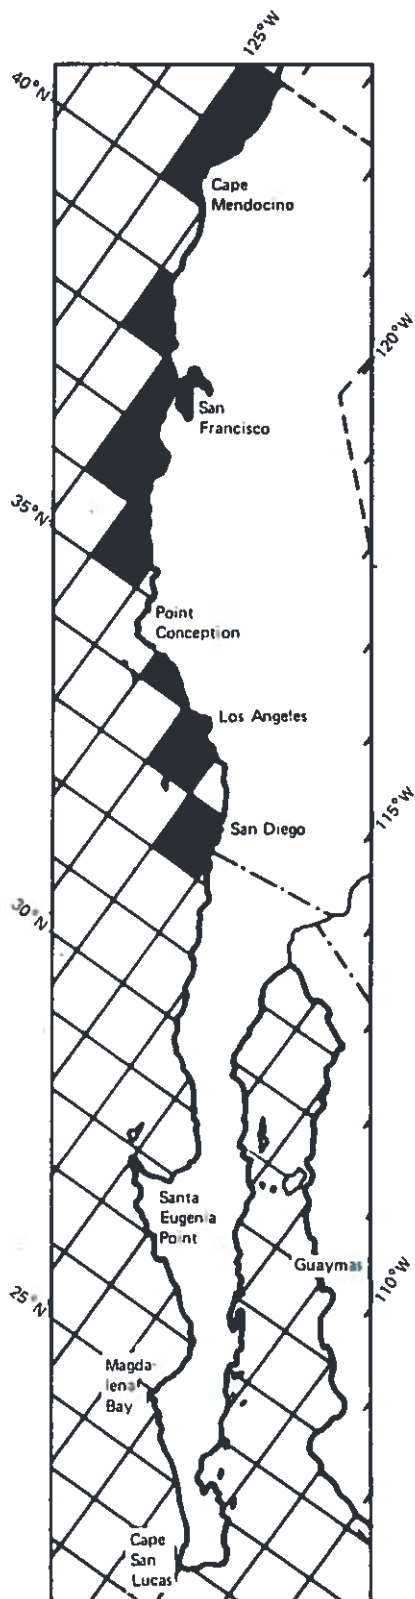 125°W
40°N
Cape
Mendocino
120°W
San
Francisco
35°N
Point
Conception
Los Angeles
115°W
San Diego
30°N
Santa
Eugenia
Point
Guaymas
110°W
25°N
Magda-
lena
Bay
Cape
San
Lucas